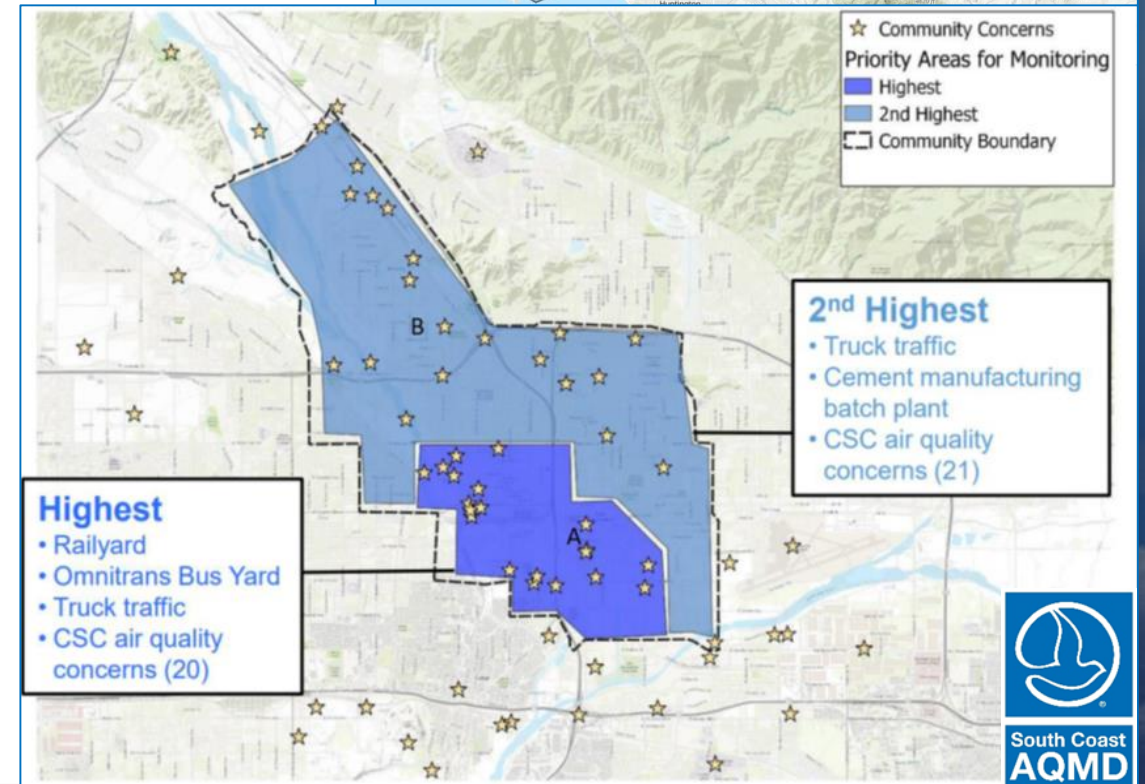 Huntington
Community Concerns
Priority Areas for Monitoring
Highest
2nd Highest
Community Boundary
B
2nd Highest
• Truck traffic
• Cement manufacturing
batch plant
• CSC air quality
concerns (21)
Highest
• Railyard
• Omnitrans Bus Yard
• Truck traffic
• CSC air quality
concerns (20)
A
South Coast
AQMD